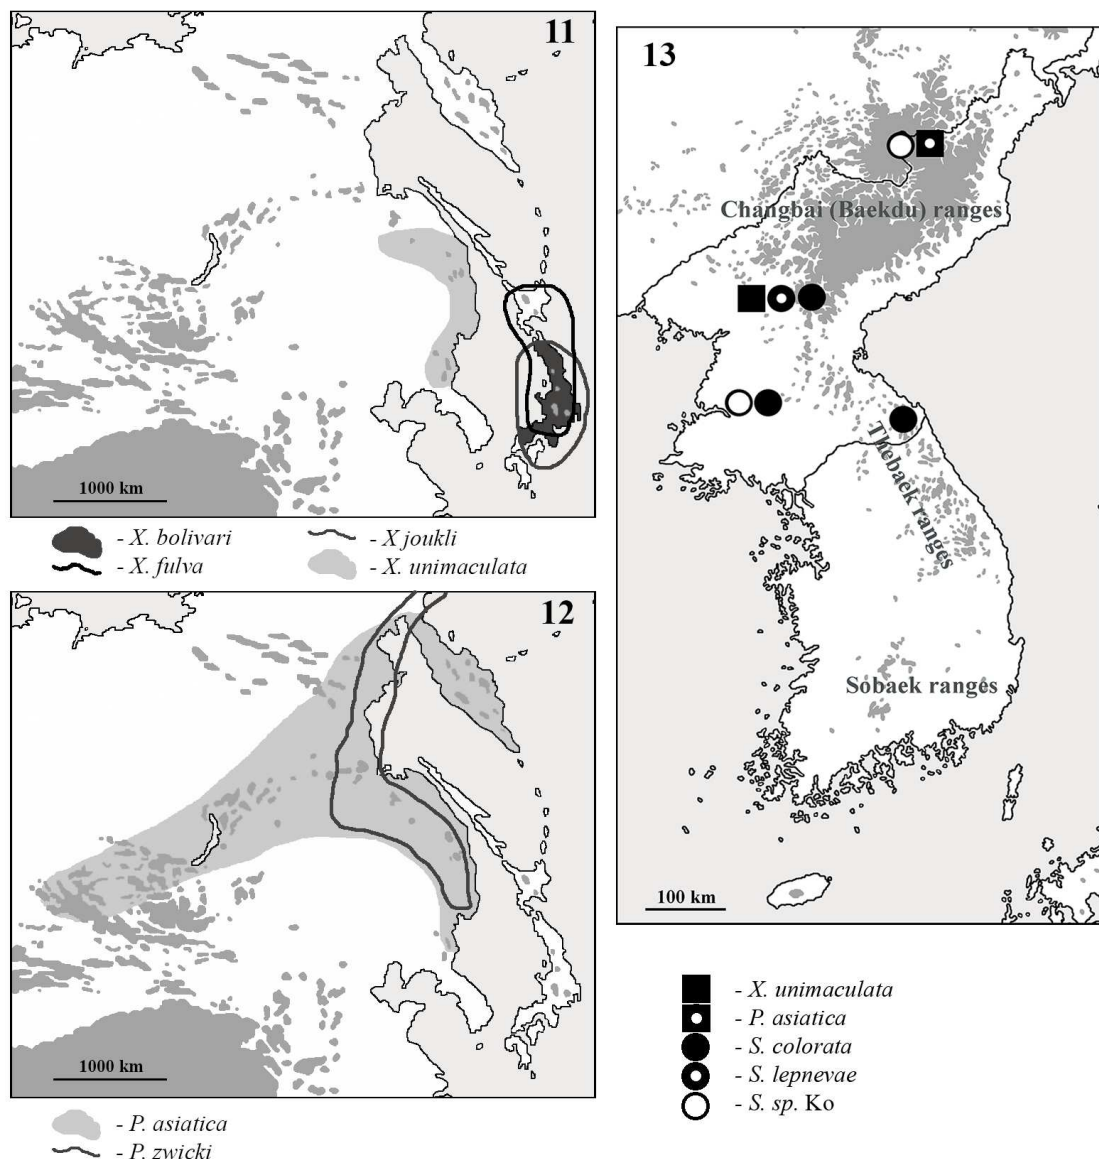 11
1000 km
- X. bolivari
- X. fulva
- X joukli
- X. unimaculata
12
1000 km
- P. asiatica
- P. zwicki
13
Changbai (Baekdu) ranges
Thebaek ranges
Sobaek ranges
100 km
- X. unimaculata
- P. asiatica
- S. colorata
- S. lepnevae
- S. sp. Ko